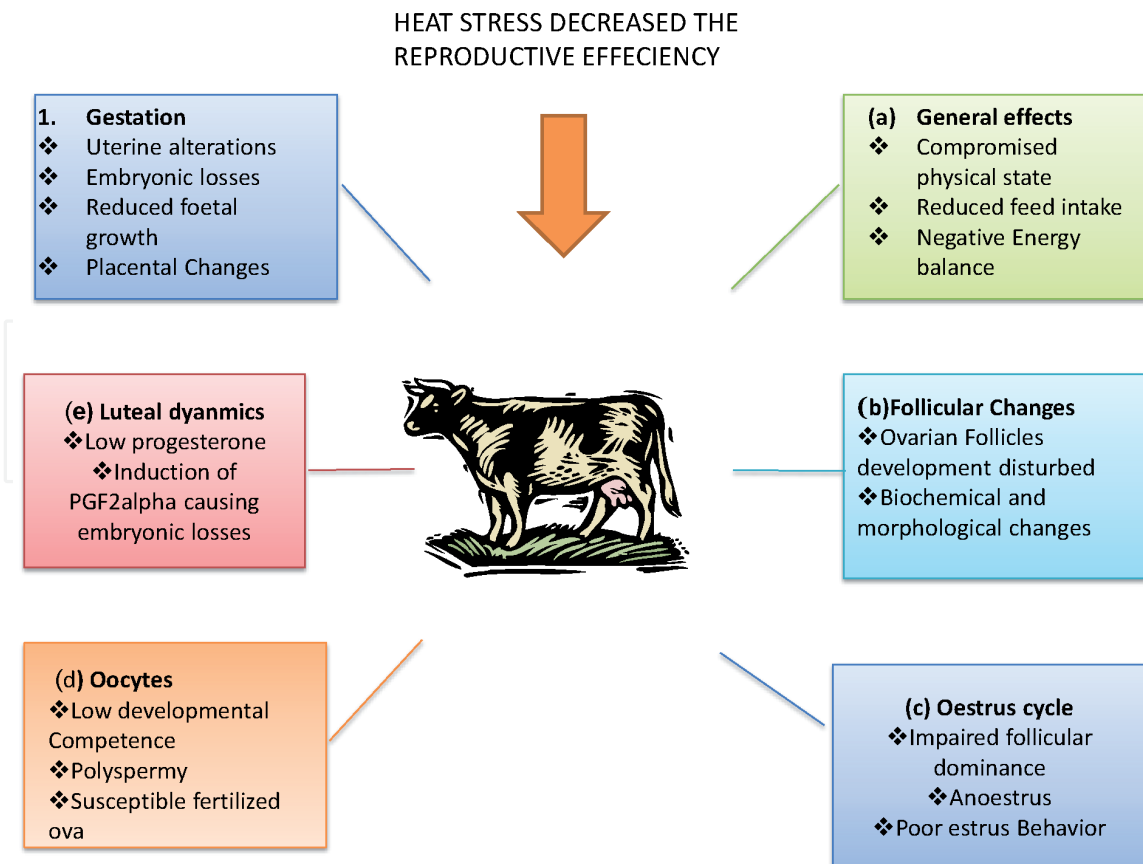 HEAT STRESS DECREASED THE
REPRODUCTIVE EFFECIENCY
1. Gestation
❖ Uterine alterations
❖ Embryonic losses
❖ Reduced foetal
growth
❖ Placental Changes
(a) General effects
❖ Compromised
physical state
❖ Reduced feed intake
❖ Negative Energy
balance
(e) Luteal dyanmics
❖Low progesterone
❖Induction of
PGF2alpha causing
embryonic losses
(b)Follicular Changes
❖Ovarian Follicles
development disturbed
❖Biochemical and
morphological changes
(d) Oocytes
❖Low developmental
Competence
❖Polyspermy
❖Susceptible fertilized
ova
(c) Oestrus cycle
❖Impaired follicular
dominance
❖Anoestrus
❖Poor estrus Behavior